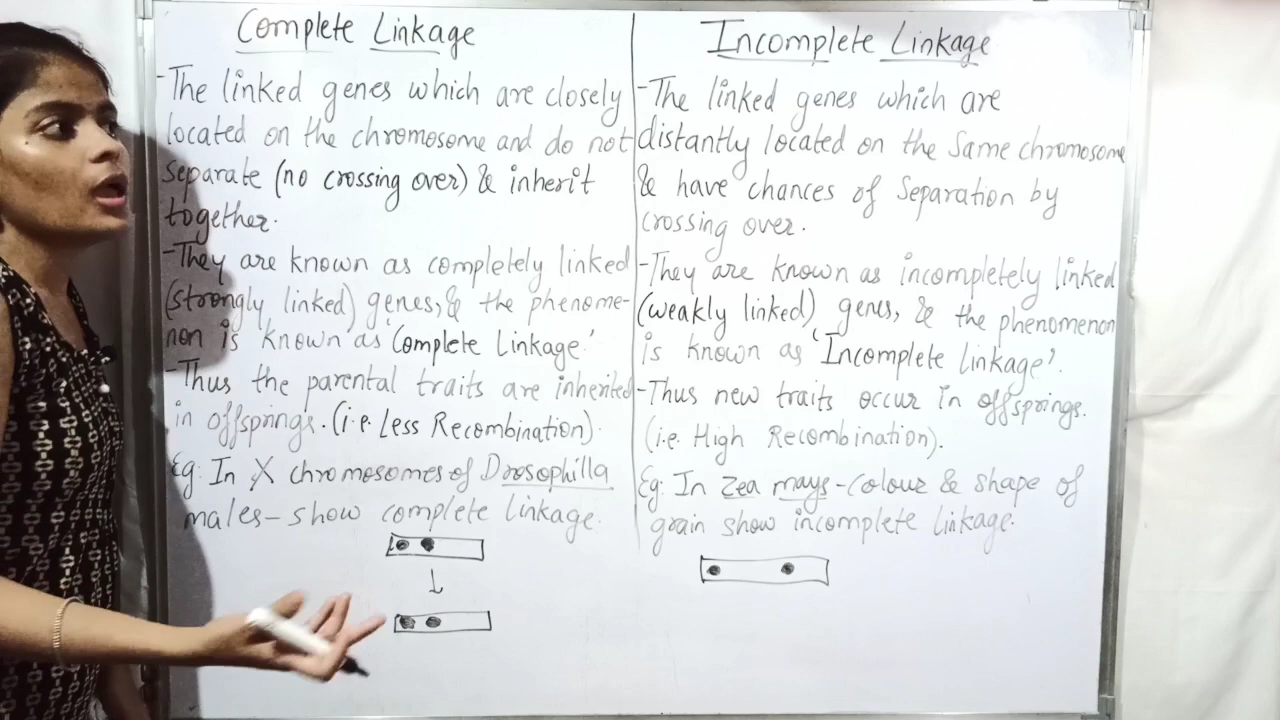 Complete Linkage
-The linked genes which are closely
located on the chromosome and do not
separate (no crossing over) & inherit
together.
-They are known as completely linked
(strongly linked) genes, & the phenome-
non is known as 'Complete Linkage.'
-Thus the parental traits are inherited
in offsprings. (i.e. Less Recombination).
Eg: In X chromosomes of Drosophilla
males - show complete linkage.
Incomplete Linkage
-The linked genes which are
distantly located on the same chromosome
& have chances of separation by
crossing over.
-They are known as incompletely linked
(weakly linked) genes, & the phenomenon
is known as 'Incomplete linkage'.
-Thus new traits occur in offsprings.
(i.e. High Recombination).
Eg: In Zea mays - colour & shape of
grain show incomplete linkage.